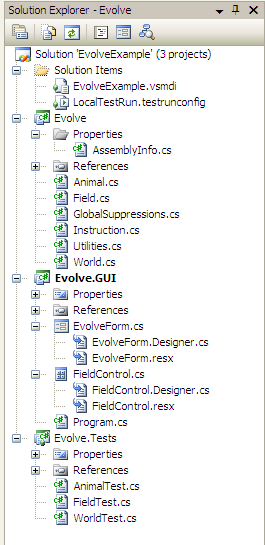 Solution Explorer - Evolve
Solution 'EvolveExample' (3 projects)
Solution Items
EvolveExample.vsmdi
LocalTestRun.testrunconfig
Evolve
Properties
AssemblyInfo.cs
References
Animal.cs
Field.cs
GlobalSuppressions.cs
Instruction.cs
Utilities.cs
World.cs
Evolve.GUI
Properties
References
EvolveForm.cs
EvolveForm.Designer.cs
EvolveForm.resx
FieldControl.cs
FieldControl.Designer.cs
FieldControl.resx
Program.cs
Evolve.Tests
Properties
References
AnimalTest.cs
FieldTest.cs
WorldTest.cs